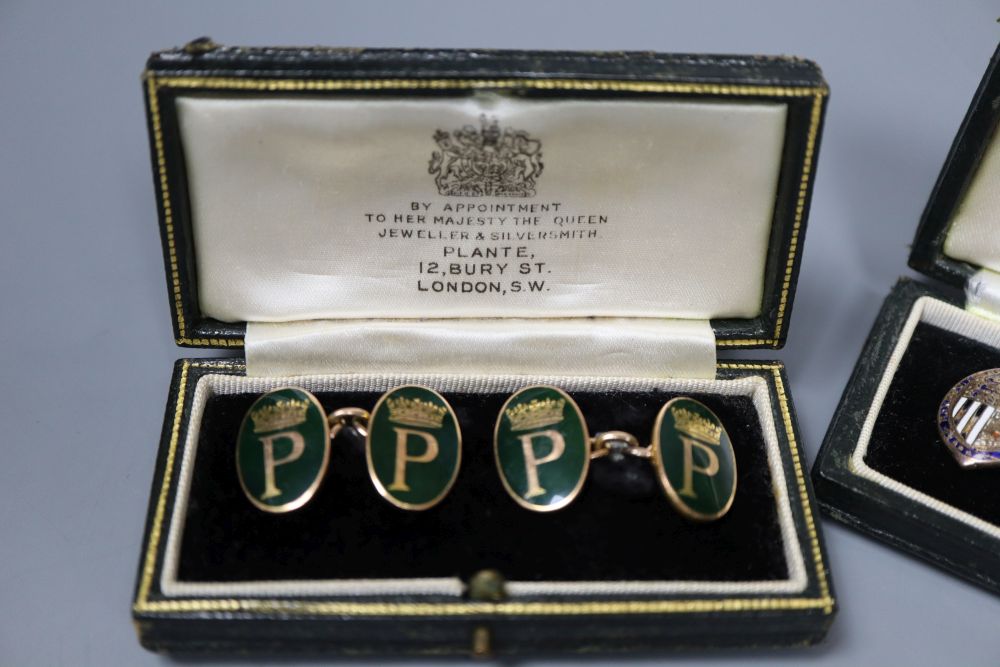 BY APPOINTMENT
TO HER MAJESTY THE QUEEN
JEWELLER & SILVERSMITH.
PLANTE,
12, BURY ST.
LONDON, S.W.
P P P P